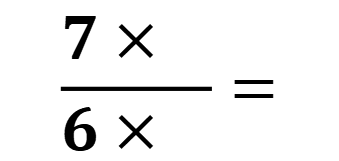 7 ×
=
6 ×